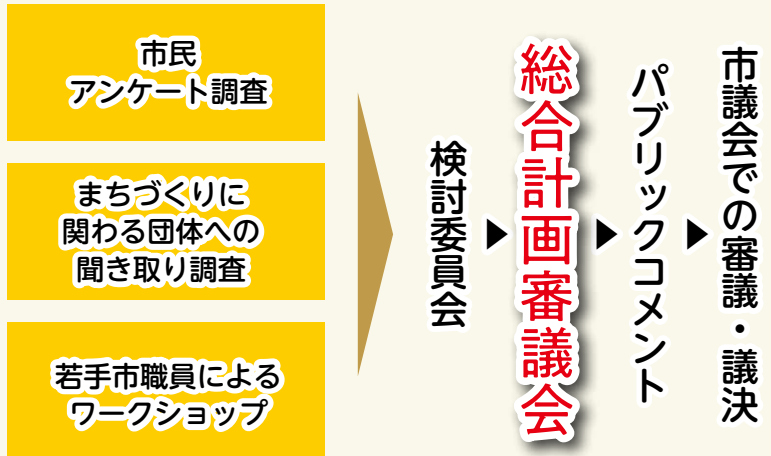 市民
アンケート調査
まちづくりに
関わる団体への
聞き取り調査
若手市職員による
ワークショップ
検討委員会
総合計画審議会
パブリックコメント
市議会での審議・議決